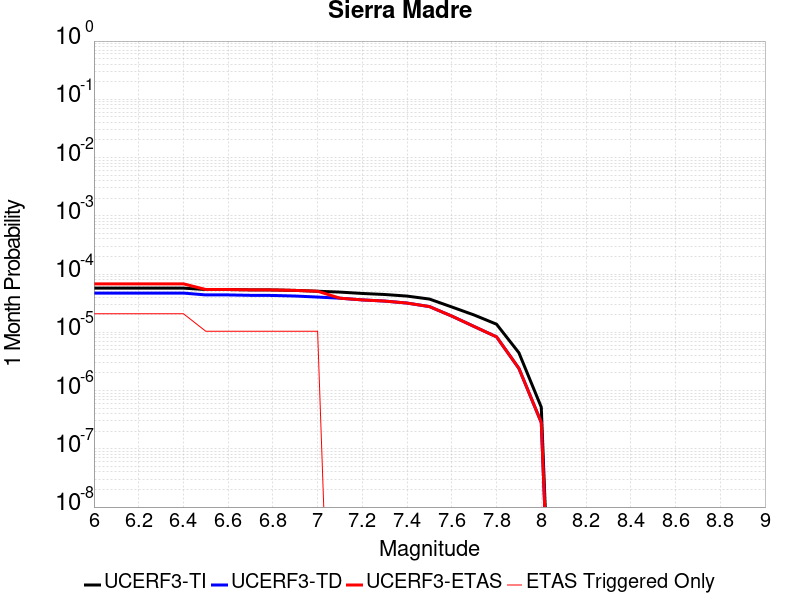 Sierra Madre
1 Month Probability
10^0
10^-1
10^-2
10^-3
10^-4
10^-5
10^-6
10^-7
10^-8
6 6.2 6.4 6.6 6.8 7 7.2 7.4 7.6 7.8 8 8.2 8.4 8.6 8.8 9
Magnitude
UCERF3-TI UCERF3-TD UCERF3-ETAS ETAS Triggered Only